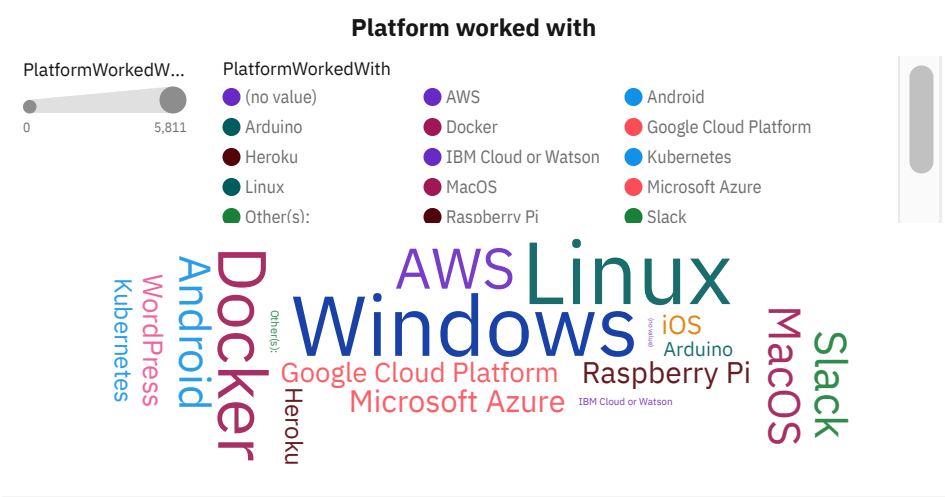 Platform worked with
PlatformWorkedW...
0 5,811
PlatformWorkedWith
(no value) AWS Android
Arduino Docker Google Cloud Platform
Heroku IBM Cloud or Watson Kubernetes
Linux MacOS Microsoft Azure
Other(s): Raspberry Pi Slack
Kubernetes
WordPress
Android
Docker
Other(s):
Heroku
AWS
Linux
Windows
(no value)
iOS
Arduino
Google Cloud Platform
Raspberry Pi
Microsoft Azure
IBM Cloud or Watson
MacOS
Slack